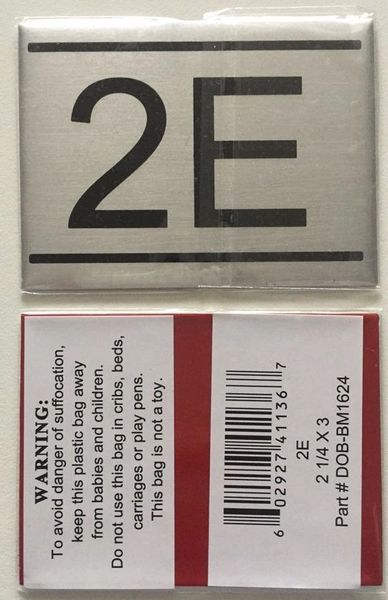 2E
WARNING:
To avoid danger of suffocation,
keep this plastic bag away
from babies and children.
Do not use this bag in cribs, beds,
carriages or play pens.
This bag is not a toy.
6 02927 41136 7
2E
2 1/4 X 3
Part # DOB-BM1624